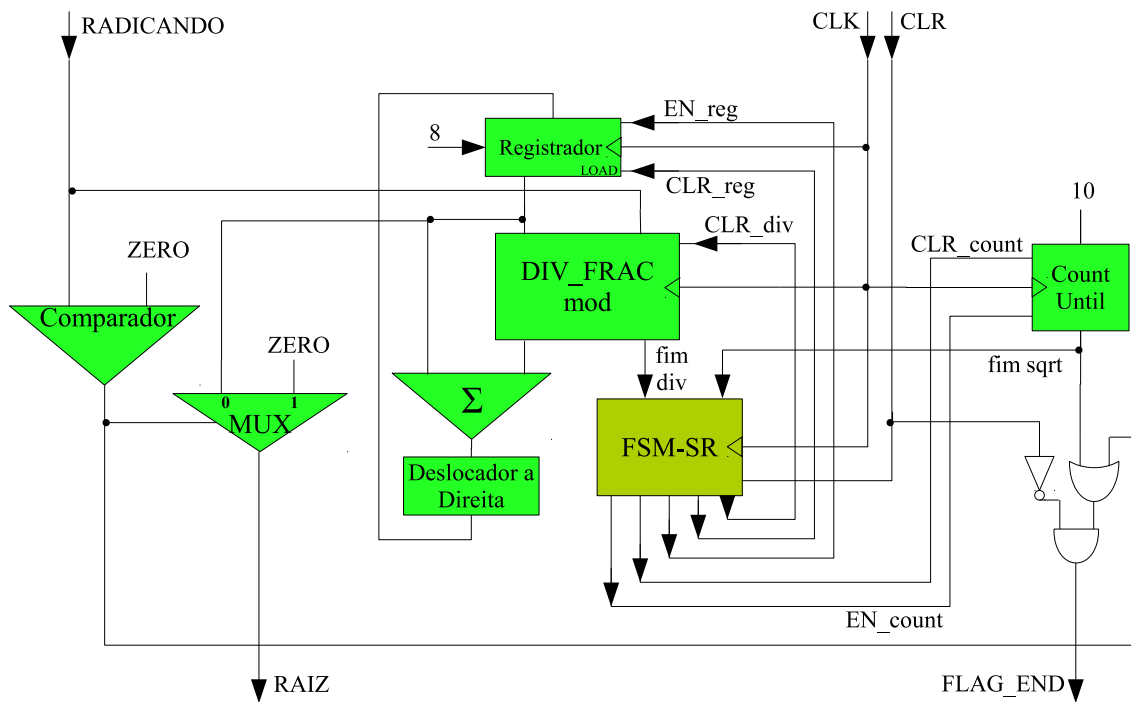 RADICANDO
CLK
CLR
EN_reg
8
Registrador
LOAD
CLR_reg
10
CLR_div
CLR_count
ZERO
DIV_FRAC
mod
Count
Until
Comparador
ZERO
fim
div
fim sqrt
0
1
MUX
Σ
FSM-SR
Deslocador a
Direita
EN_count
RAIZ
FLAG_END